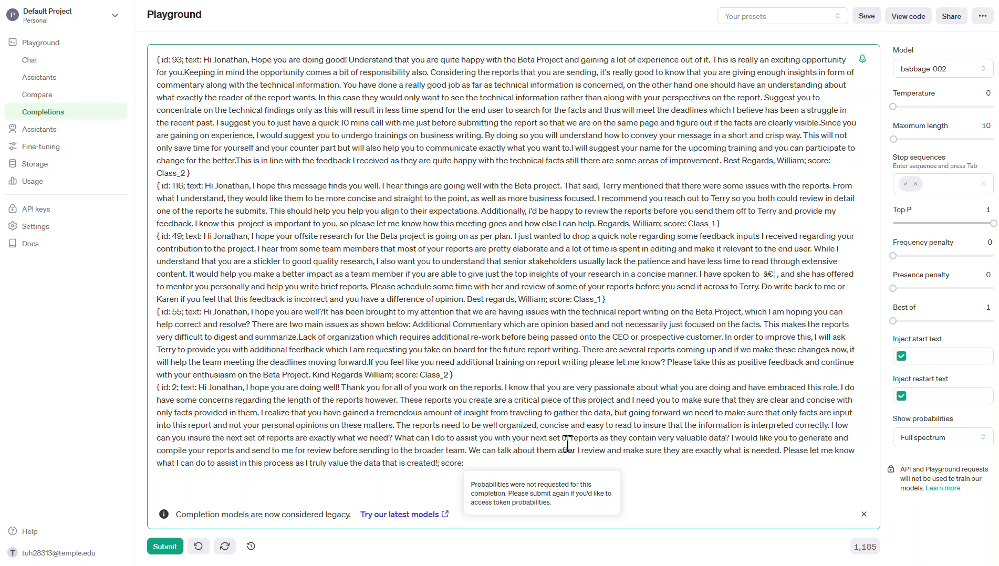 P
Default Project
Personal
Playground
Chat
Assistants
Compare
Completions
Assistants
Fine-tuning
Storage
Usage
API keys
Settings
Docs
Help
T
tuh28313@temple.edu
Playground
Your presets
Save
View code
Share
{ id: 93; text: Hi Jonathan, Hope you are doing good! Understand that you are quite happy with the Beta Project and gaining a lot of experience out of it. This is really an exciting opportunity
for you.Keeping in mind the opportunity comes a bit of responsibility also. Considering the reports that you are sending, it's really good to know that you are giving enough insights in form of
commentary along with the technical information. You have done a really good job as far as technical information is concerned, on the other hand one should have an understanding about
what exactly the reader of the report wants. In this case they would only want to see the technical information rather than along with your perspectives on the report. Suggest you to
concentrate on the technical findings only as this will result in less time spend for the end user to search for the facts and thus will meet the deadlines which I believe has been a struggle in
the recent past. I suggest you to just have a quick 10 mins call with me just before submitting the report so that we are on the same page and figure out if the facts are clearly visible.Since you
are gaining on experience, I would suggest you to undergo trainings on business writing. By doing so you will understand how to convey your message in a short and crisp way. This will not
only save time for yourself and your counter part but will also help you to communicate exactly what you want to.I will suggest your name for the upcoming training and you can participate to
change for the better.This is in line with the feedback I received as they are quite happy with the technical facts still there are some areas of improvement. Best Regards, William; score:
Class_2 }
{ id: 116; text: Hi Jonathan, I hope this message finds you well. I hear things are going well with the Beta project. That said, Terry mentioned that there were some issues with the reports. From
what I understand, they would like them to be more concise and straight to the point, as well as more business focused. I recommend you reach out to Terry so you both could review in detail
one of the reports he submits. This should help you help you align to their expectations. Additionally, i'd be happy to review the reports before you send them off to Terry and provide my
feedback. I know this  project is important to you, so please let me know how this meeting goes and how else I can help. Regards, William; score: Class_1 }
{ id: 49; text: Hi Jonathan, I hope your offsite research for the Beta project is going on as per plan. I just wanted to drop a quick note regarding some feedback inputs I received regarding your
contribution to the project. I hear from some team members that most of your reports are pretty elaborate and a lot of time is spent in editing and make it relevant to the end user. While I
understand that you are a stickler to good quality research, I also want you to understand that senior stakeholders usually lack the patience and have less time to read through extensive
content. It would help you make a better impact as a team member if you are able to give just the top insights of your research in a concise manner. I have spoken to  â€¦ , and she has offered
to mentor you personally and help you write brief reports. Please schedule some time with her and review of some of your reports before you send it across to Terry. Do write back to me or
Karen if you feel that this feedback is incorrect and you have a difference of opinion. Best regards, William; score: Class_1 }
{ id: 55; text: Hi Jonathan, I hope you are well?It has been brought to my attention that we are having issues with the technical report writing on the Beta Project, which I am hoping you can
help correct and resolve? There are two main issues as shown below: Additional Commentary which are opinion based and not necessarily just focused on the facts. This makes the reports
very difficult to digest and summarize.Lack of organization which requires additional re-work before being passed onto the CEO or prospective customer. In order to improve this, I will ask
Terry to provide you with additional feedback which I am requesting you take on board for the future report writing. There are several reports coming up and if we make these changes now, it
will help the team meeting the deadlines moving forward.If you feel like you need additional training on report writing please let me know? Please take this as positive feedback and continue
with your enthusiasm on the Beta Project. Kind Regards William; score: Class_2 }
{ id: 2; text: Hi Jonathan, I hope you are doing well! Thank you for all of you work on the reports. I know that you are very passionate about what you are doing and have embraced this role. I do
have some concerns regarding the length of the reports however. These reports you create are a critical piece of this project and I need you to make sure that they are clear and concise with
only facts provided in them. I realize that you have gained a tremendous amount of insight from traveling to gather the data, but going forward we need to make sure that only facts are input
into this report and not your personal opinions on these matters. The reports need to be well organized, concise and easy to read to insure that the information is interpreted correctly. How
can you insure the next set of reports are exactly what we need? What can I do to assist you with your next set of reports as they contain very valuable data? I would like you to generate and
compile your reports and send to me for review before sending to the broader team. We can talk about them after I review and make sure they are exactly what is needed. Please let me know
what I can do to assist in this process as I truly value the data that is created!; score:
Probabilities were not requested for this
completion. Please submit again if you'd like to
access token probabilities.
Completion models are now considered legacy. Try our latest models
Submit
1,185
Model
babbage-002
Temperature 0
Maximum length 10
Stop sequences
Enter sequence and press Tab
↵
Top P 1
Frequency penalty 0
Presence penalty 0
Best of 1
Inject start text
Inject restart text
Show probabilities
Full spectrum
API and Playground requests
will not be used to train our
models. Learn more